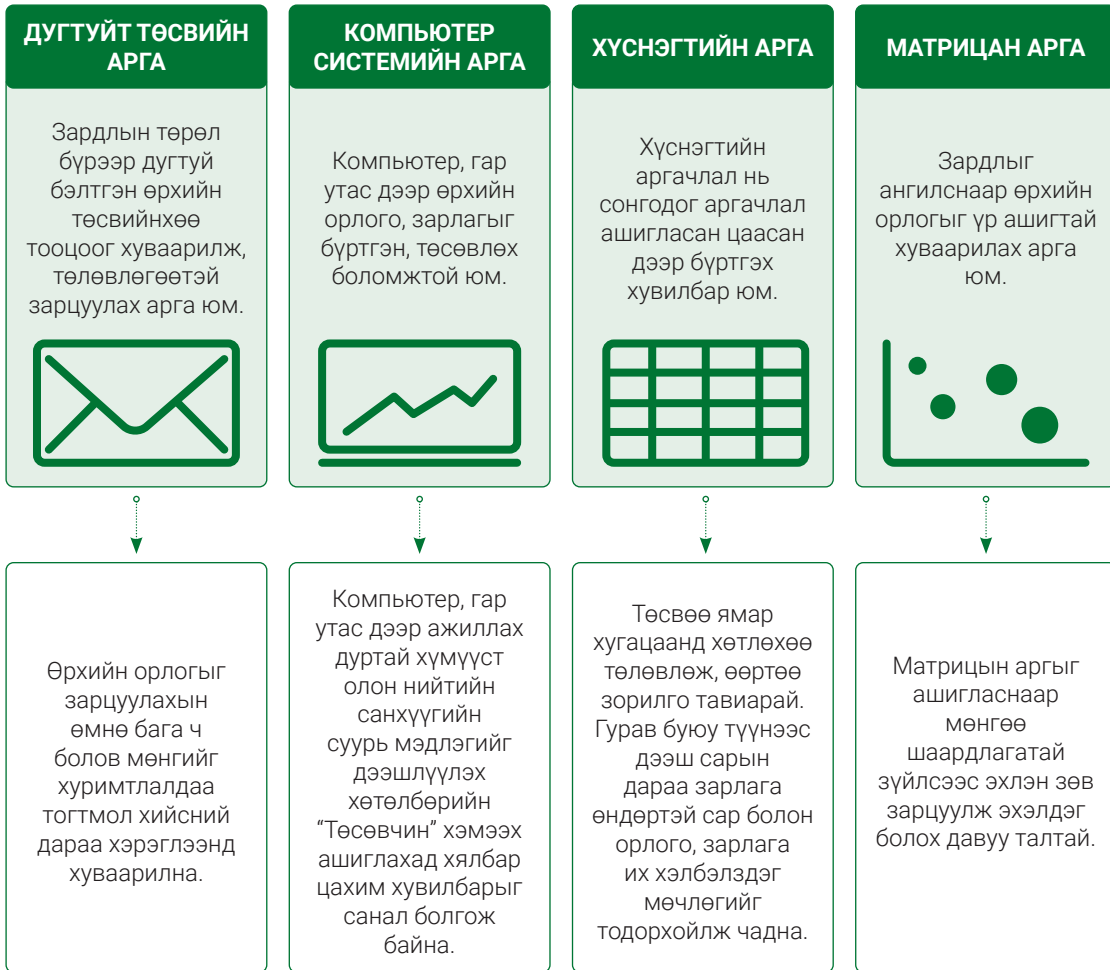 ДУГТУЙТ ТӨСВИЙН
АРГА
Зардлын төрөл
бүрээр дугтуй
бэлтгэн өрхийн
төсвийнхөө
тооцоог хуваарилж,
төлөвлөгөөтэй
зарцуулах арга юм.
Өрхийн орлогыг
зарцуулахын
өмнө бага ч
болов мөнгийг
хуримтлалдаа
тогтмол хийсний
дараа хэрэглээнд
хуваарилна.
КОМПЬЮТЕР
СИСТЕМИЙН АРГА
Компьютер, гар
утас дээр өрхийн
орлого, зарлагыг
бүртгэн, төсөвлөх
боломжтой юм.
Компьютер, гар
утас дээр ажиллах
дуртай хүмүүст
олон нийтийн
санхүүгийн
суурь мэдлэгийг
дээшлүүлэх
хөтөлбөрийн
“Төсөвчин” хэмээх
ашиглахад хялбар
цахим хувилбарыг
санал болгож
байна.
ХҮСНЭГТИЙН АРГА
Хүснэгтийн
аргачлал нь
сонгодог аргачлал
ашигласан цаасан
дээр бүртгэх
хувилбар юм.
Төсвөө ямар
хугацаанд хөтлөхөө
төлөвлөж, өөртөө
зорилго тавиарай.
Гурав буюу түүнээс
дээш сарын
дараа зарлага
өндөртэй сар болон
орлого, зарлага
их хэлбэлздэг
мөчлөгийг
тодорхойлж чадна.
МАТРИЦАН АРГА
Зардлыг
ангилснаар өрхийн
орлогыг үр ашигтай
хуваарилах арга
юм.
Матрицын аргыг
ашигласнаар
мөнгөө
шаардлагатай
зүйлсээс эхлэн зөв
зарцуулж эхэлдэг
болох давуу талтай.